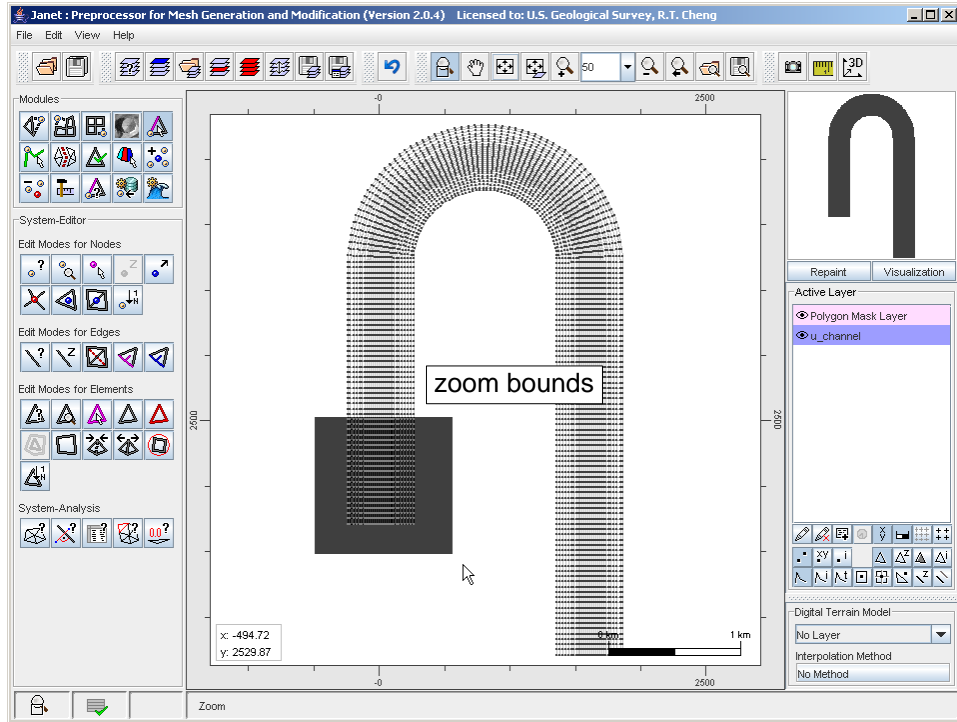 Janet : Preprocessor for Mesh Generation and Modification (Version 2.0.4) Licensed to: U.S. Geological Survey, R.T. Cheng
File Edit View Help
50
3D
Modules
System-Editor
Edit Modes for Nodes
Edit Modes for Edges
Edit Modes for Elements
System-Analysis
-0 2500
2500
zoom bounds
2500
x: -494.72
y: 2529.87
0 km 1 km
-0 2500
Repaint Visualization
Active Layer
Polygon Mask Layer
u_channel
Digital Terrain Model
No Layer
Interpolation Method
No Method
Zoom